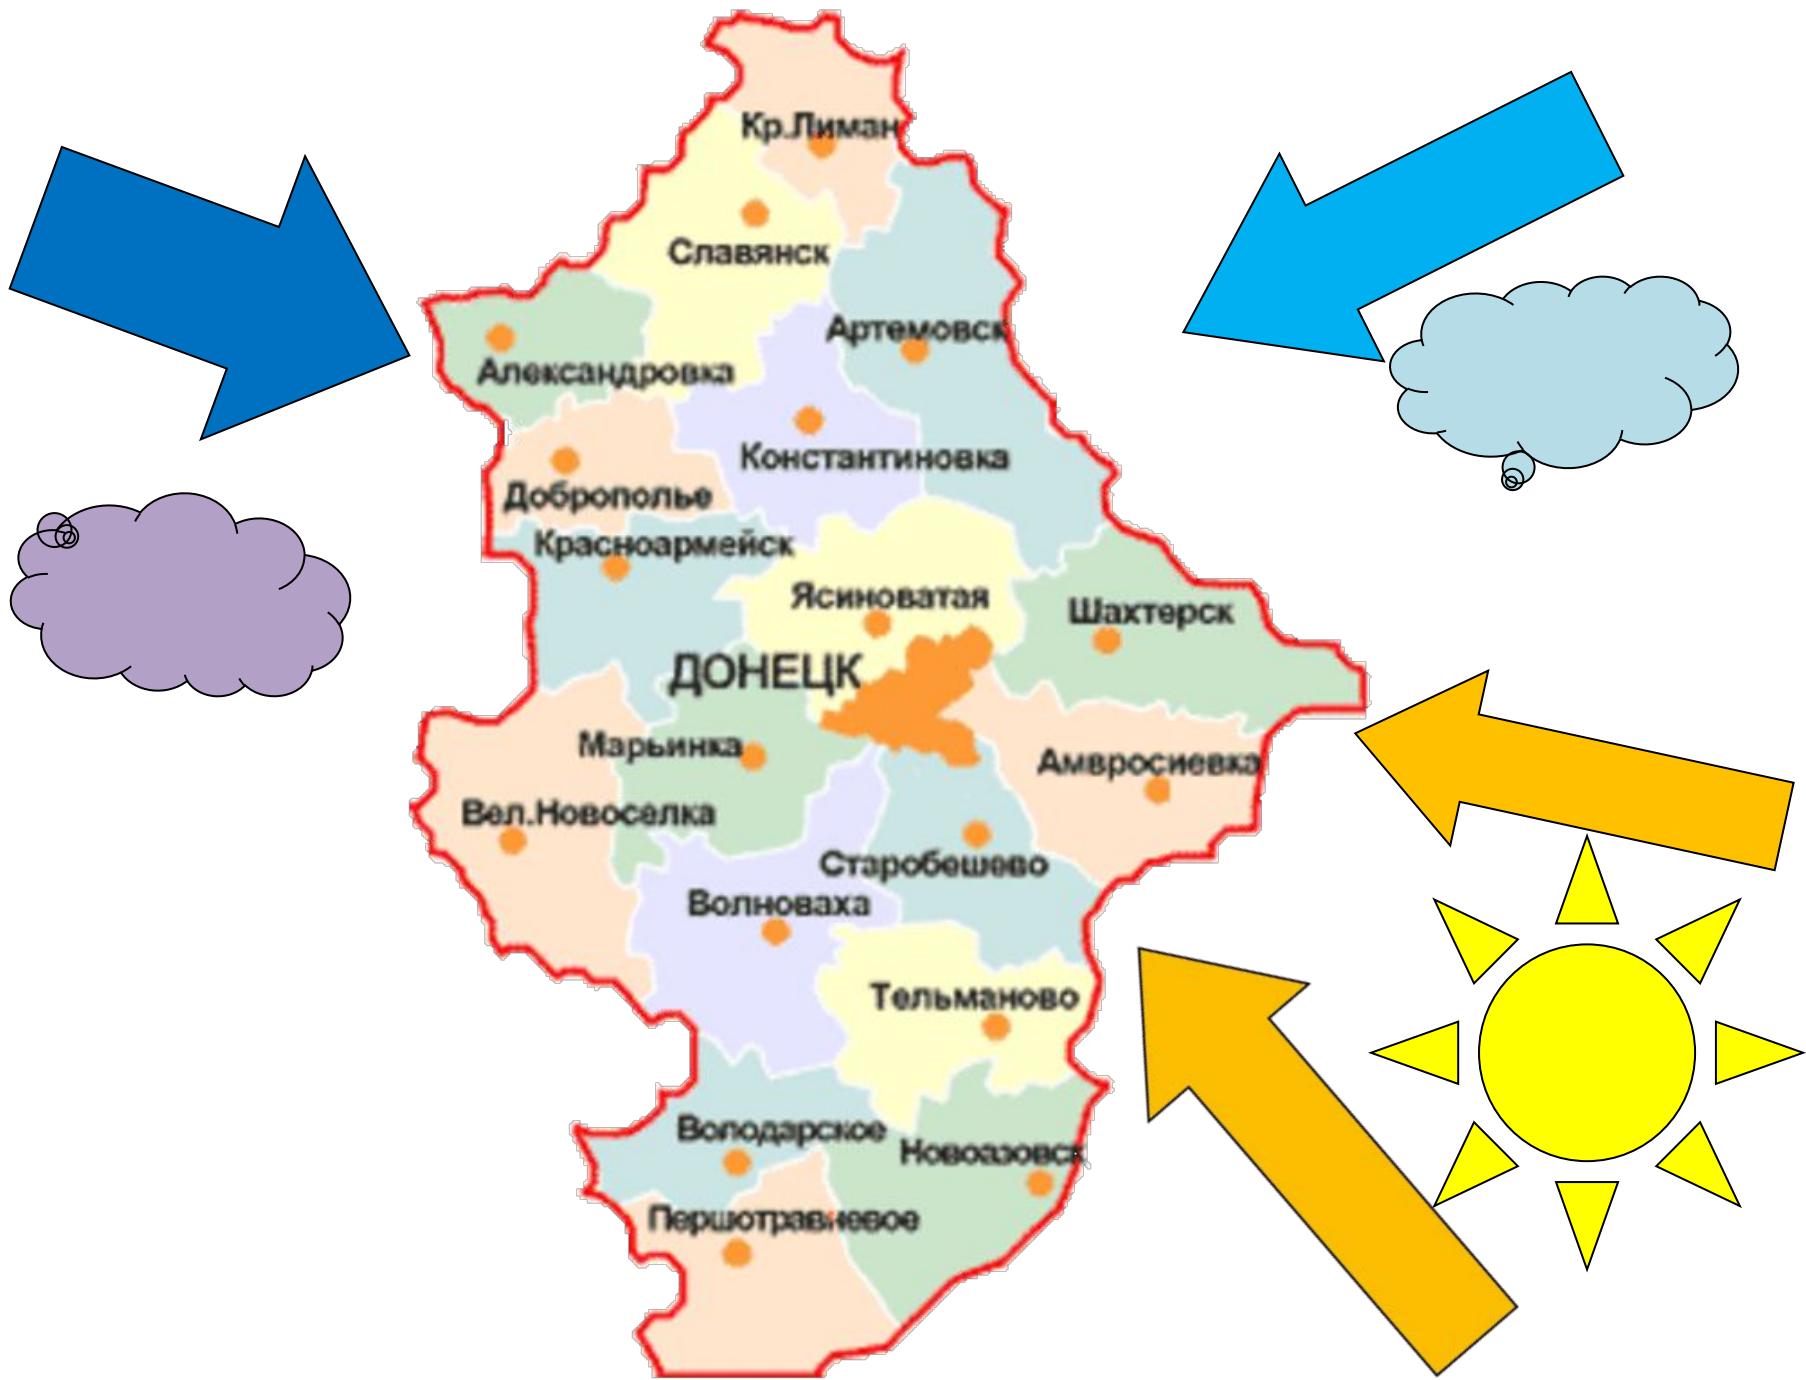 Кр.Лиман
Славянск
Артемовск
Александровка
Константиновка
Доброполье
Красноармейск
Ясиноватая
Шахтерск
ДОНЕЦК
Марьинка
Амвросиевка
Вел.Новоселка
Старобешево
Волноваха
Тельманово
Володарское
Новоазовск
Першотравневое